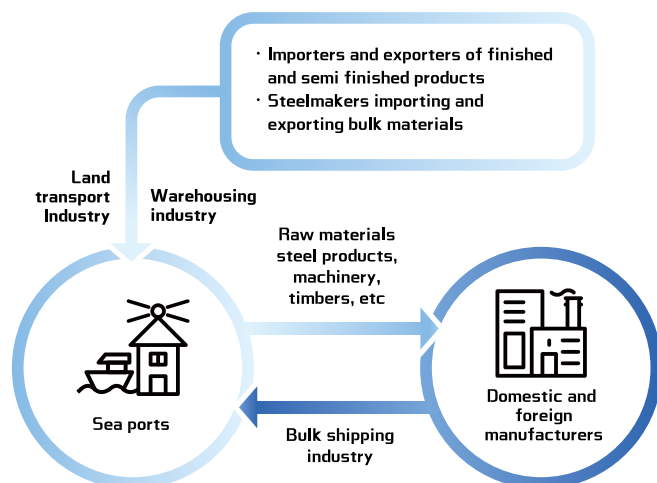 · Importers and exporters of finished
and semi finished products
· Steelmakers importing and
exporting bulk materials
Land
transport
Industry
Warehousing
industry
Raw materials
steel products,
machinery,
timbers, etc
Sea ports
Domestic and
foreign
manufacturers
Bulk shipping
industry